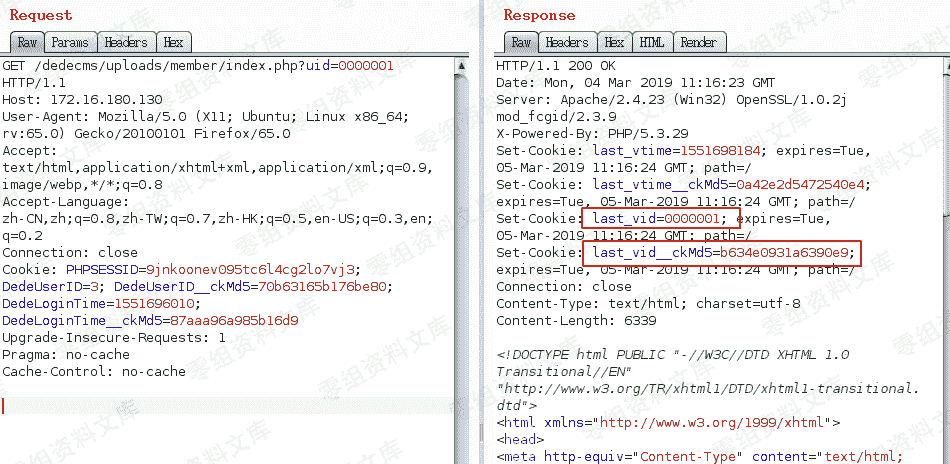 Request
Raw Params Headers Hex
GET /dedecms/uploads/member/index.php?uid=0000001
HTTP/1.1
Host: 172.16.180.130
User-Agent: Mozilla/5.0 (X11; Ubuntu; Linux x86_64;
rv:65.0) Gecko/20100101 Firefox/65.0
Accept:
text/html,application/xhtml+xml,application/xml;q=0.9,
image/webp,*/*;q=0.8
Accept-Language:
zh-CN,zh;q=0.8,zh-TW;q=0.7,zh-HK;q=0.5,en-US;q=0.3,en;
q=0.2
Connection: close
Cookie: PHPSESSID=9jnkoonev095tc6l4cg2lo7vj3;
DedeUserID=3; DedeUserID__ckMd5=70b63165b176be80;
DedeLoginTime=1551696010;
DedeLoginTime__ckMd5=87aaa96a985b16d9
Upgrade-Insecure-Requests: 1
Pragma: no-cache
Cache-Control: no-cache
Response
Raw Headers Hex HTML Render
HTTP/1.1 200 OK
Date: Mon, 04 Mar 2019 11:16:23 GMT
Server: Apache/2.4.23 (Win32) OpenSSL/1.0.2j
mod_fcgid/2.3.9
X-Powered-By: PHP/5.3.29
Set-Cookie: last_vtime=1551698184; expires=Tue,
05-Mar-2019 11:16:24 GMT; path=/
Set-Cookie: last_vtime__ckMd5=0a42e2d5472540e4;
expires=Tue, 05-Mar-2019 11:16:24 GMT; path=/
Set-Cookie: last_vid=0000001; expires=Tue,
05-Mar-2019 11:16:24 GMT; path=/
Set-Cookie: last_vid__ckMd5=b634e0931a6390e9;
expires=Tue, 05-Mar-2019 11:16:24 GMT; path=/
Connection: close
Content-Type: text/html; charset=utf-8
Content-Length: 6339
<!DOCTYPE html PUBLIC "-//W3C//DTD XHTML 1.0
Transitional//EN"
"http://www.w3.org/TR/xhtml1/DTD/xhtml1-transitional.
dtd">
<html xmlns="http://www.w3.org/1999/xhtml">
<head>
<meta http-equiv="Content-Type" content="text/html;
零组资料文库